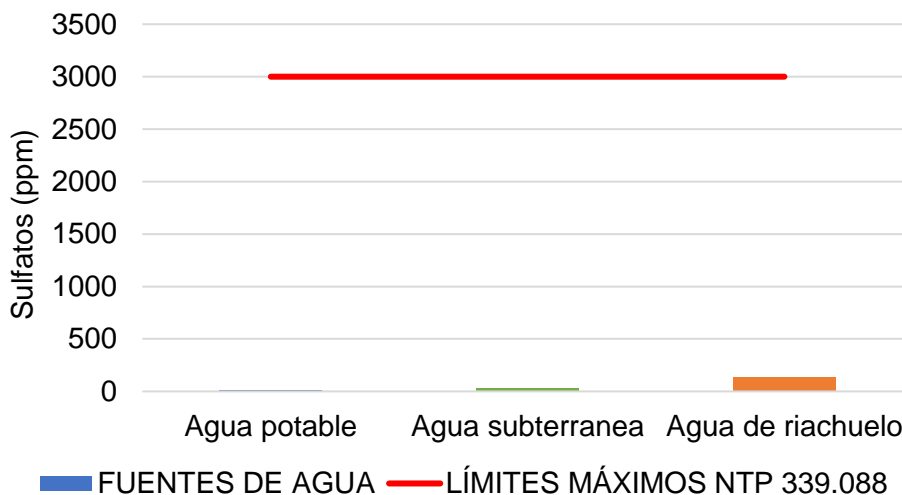 3500
3000
2500
2000
1500
1000
500
0
Sulfatos (ppm)
Agua potable
Agua subterranea
Agua de riachuelo
FUENTES DE AGUA
LÍMITES MÁXIMOS NTP 339.088